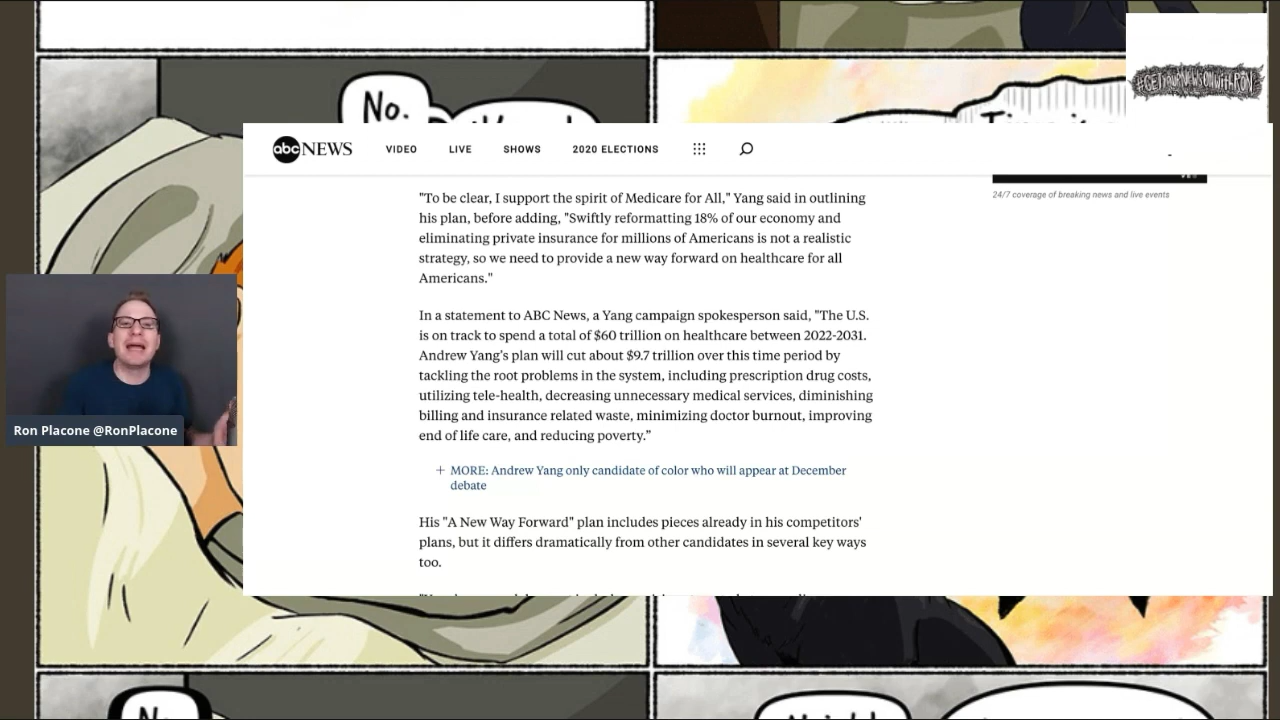 No.
#GETYOURNEWSONWITHRON
abc NEWS VIDEO LIVE SHOWS 2020 ELECTIONS
"To be clear, I support the spirit of Medicare for All," Yang said in outlining
his plan, before adding, "Swiftly reformatting 18% of our economy and
eliminating private insurance for millions of Americans is not a realistic
strategy, so we need to provide a new way forward on healthcare for all
Americans."
24/7 coverage of breaking news and live events
In a statement to ABC News, a Yang campaign spokesperson said, "The U.S.
is on track to spend a total of $60 trillion on healthcare between 2022-2031.
Andrew Yang's plan will cut about $9.7 trillion over this time period by
tackling the root problems in the system, including prescription drug costs,
utilizing tele-health, decreasing unnecessary medical services, diminishing
billing and insurance related waste, minimizing doctor burnout, improving
end of life care, and reducing poverty.”
Ron Placone @RonPlacone
+ MORE: Andrew Yang only candidate of color who will appear at December
debate
His "A New Way Forward" plan includes pieces already in his competitors'
plans, but it differs dramatically from other candidates in several key ways
too.